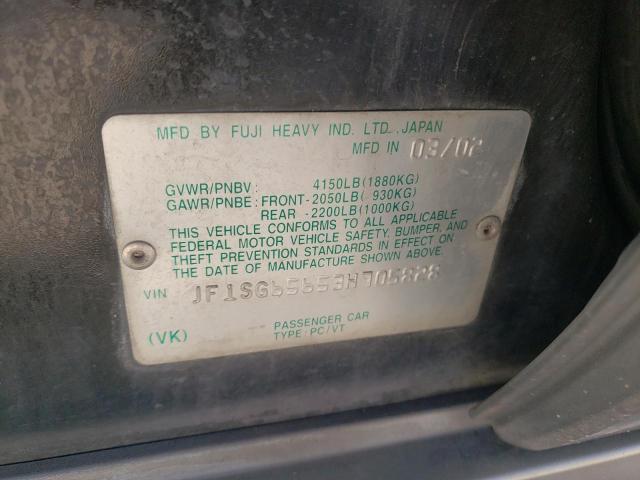 MFD BY FUJI HEAVY IND. LTD.,JAPAN
MFD IN 03/02
GVWR/PNBV : 4150LB(1880KG)
GAWR/PNBE : FRONT-2050LB( 930KG)
REAR -2200LB(1000KG)
THIS VEHICLE CONFORMS TO ALL APPLICABLE
FEDERAL MOTOR VEHICLE SAFETY, BUMPER, AND
THEFT PREVENTION STANDARDS IN EFFECT ON
THE DATE OF MANUFACTURE SHOWN ABOVE.
VIN JF1SG65653H705828
PASSENGER CAR
(VK) TYPE : PC/VT